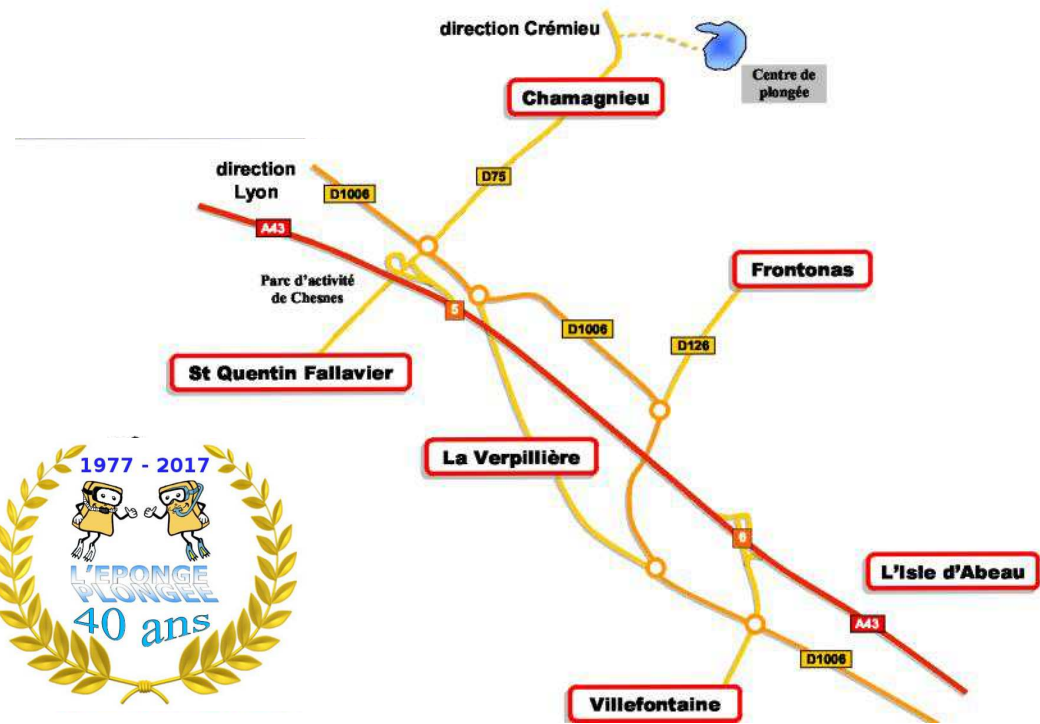 direction Crémieu
Centre de
plongée
Chamagnieu
direction
Lyon
D75
D1006
A43
Parc d'activité
de Chesnes
Frontonas
5
D1006
D126
St Quentin Fallavier
La Verpillière
6
L'Isle d'Abeau
A43
D1006
Villefontaine
1977 - 2017
L'EPONGE
PLONGEE
40 ans